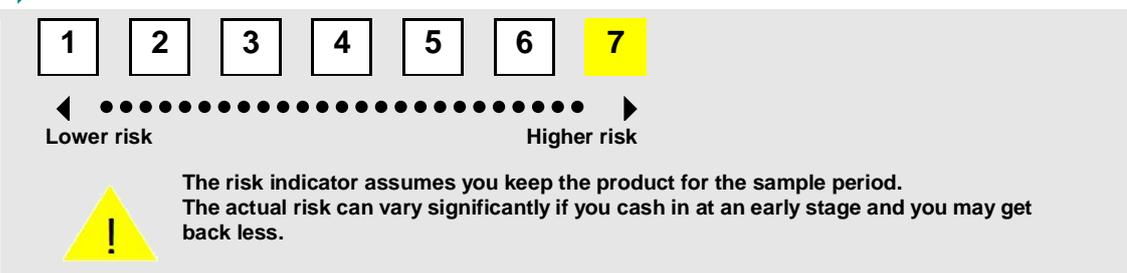 1 2 3 4 5 6 7
Lower risk Higher risk
! The risk indicator assumes you keep the product for the sample period.
The actual risk can vary significantly if you cash in at an early stage and you may get
back less.